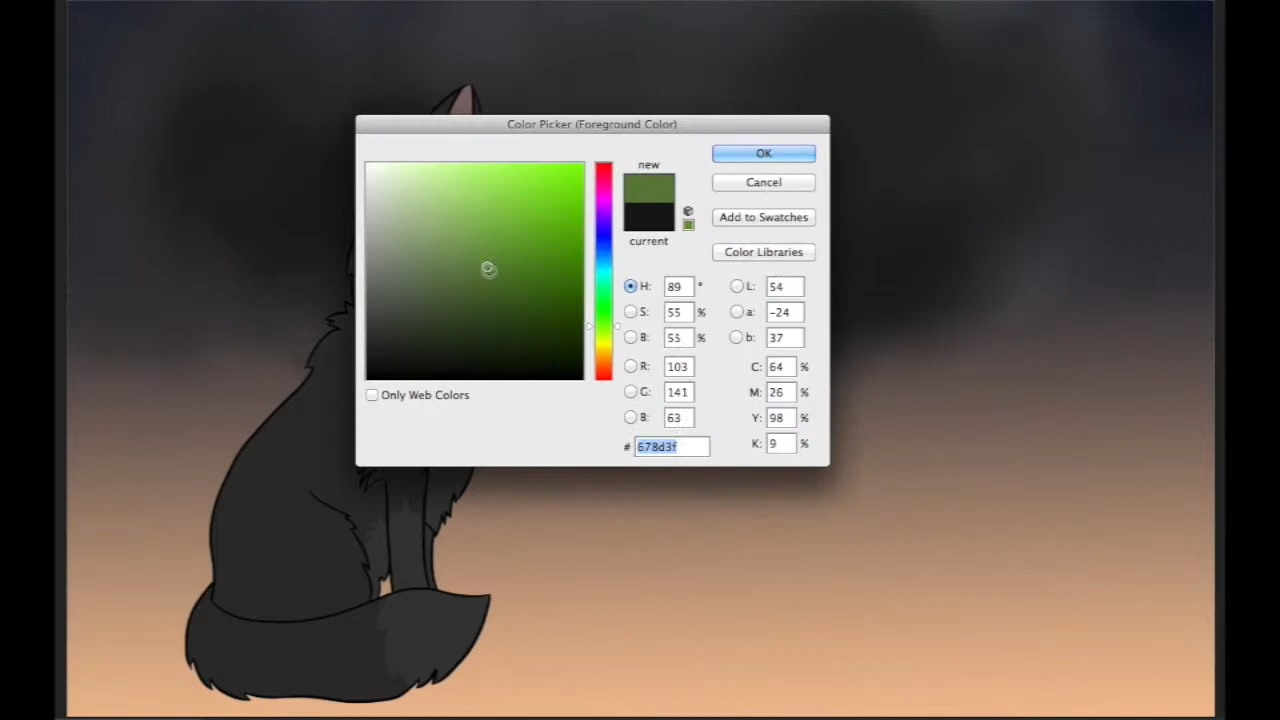 Color Picker (Foreground Color)
new
current
OK
Cancel
Add to Swatches
Color Libraries
H: 89 °
S: 55 %
B: 55 %
R: 103
G: 141
B: 63
# 678d3f
L: 54
a: -24
b: 37
C: 64 %
M: 26 %
Y: 98 %
K: 9 %
Only Web Colors